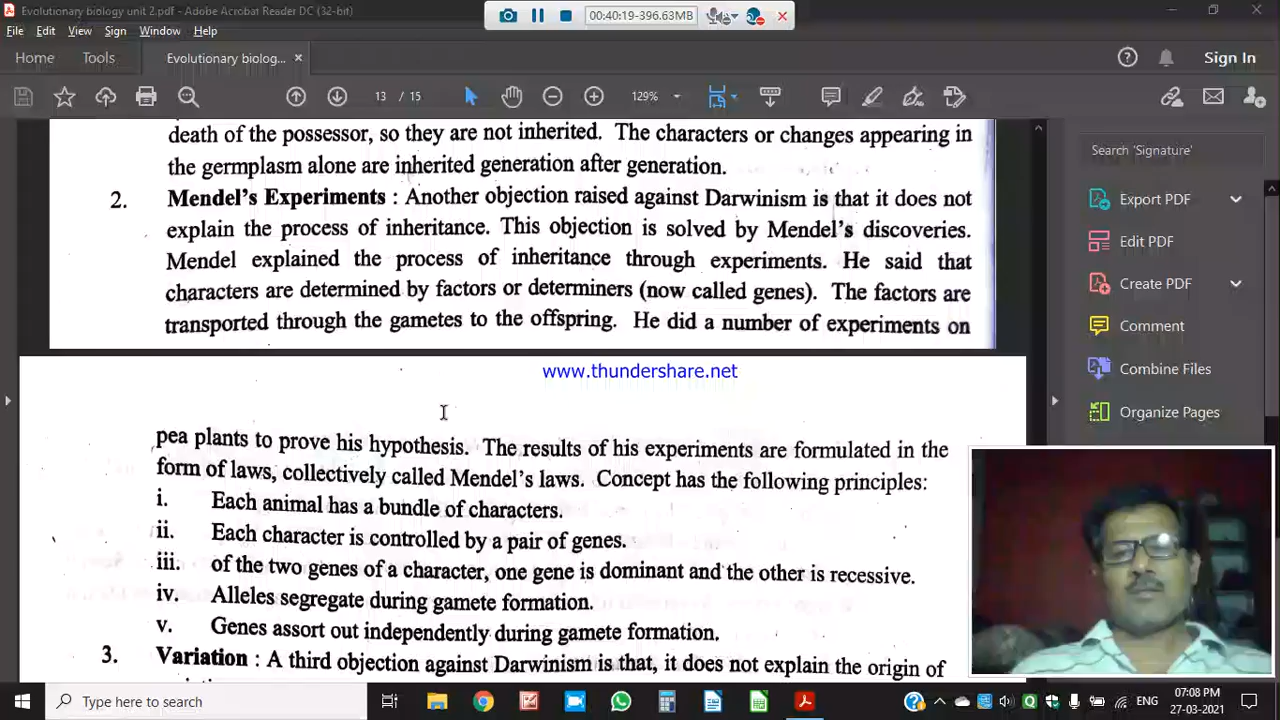 Evolutionary biology unit 2.pdf - Adobe Acrobat Reader DC (32-bit)
00:40:19-396.63MB
File Edit View Sign Window Help
Home Tools Evolutionary biolog... × Sign In
13 / 15 129%
Search 'Signature'
Export PDF
Edit PDF
Create PDF
Comment
Combine Files
Organize Pages
death of the possessor, so they are not inherited. The characters or changes appearing in
the germplasm alone are inherited generation after generation.
2. Mendel's Experiments : Another objection raised against Darwinism is that it does not
explain the process of inheritance. This objection is solved by Mendel's discoveries.
Mendel explained the process of inheritance through experiments. He said that
characters are determined by factors or determiners (now called genes). The factors are
transported through the gametes to the offspring. He did a number of experiments on
www.thundershare.net
pea plants to prove his hypothesis. The results of his experiments are formulated in the
form of laws, collectively called Mendel's laws. Concept has the following principles:
i. Each animal has a bundle of characters.
ii. Each character is controlled by a pair of genes.
iii. of the two genes of a character, one gene is dominant and the other is recessive.
iv. Alleles segregate during gamete formation.
v. Genes assort out independently during gamete formation.
3. Variation : A third objection against Darwinism is that, it does not explain the origin of
Type here to search
ENG
07:08 PM
27-03-2021